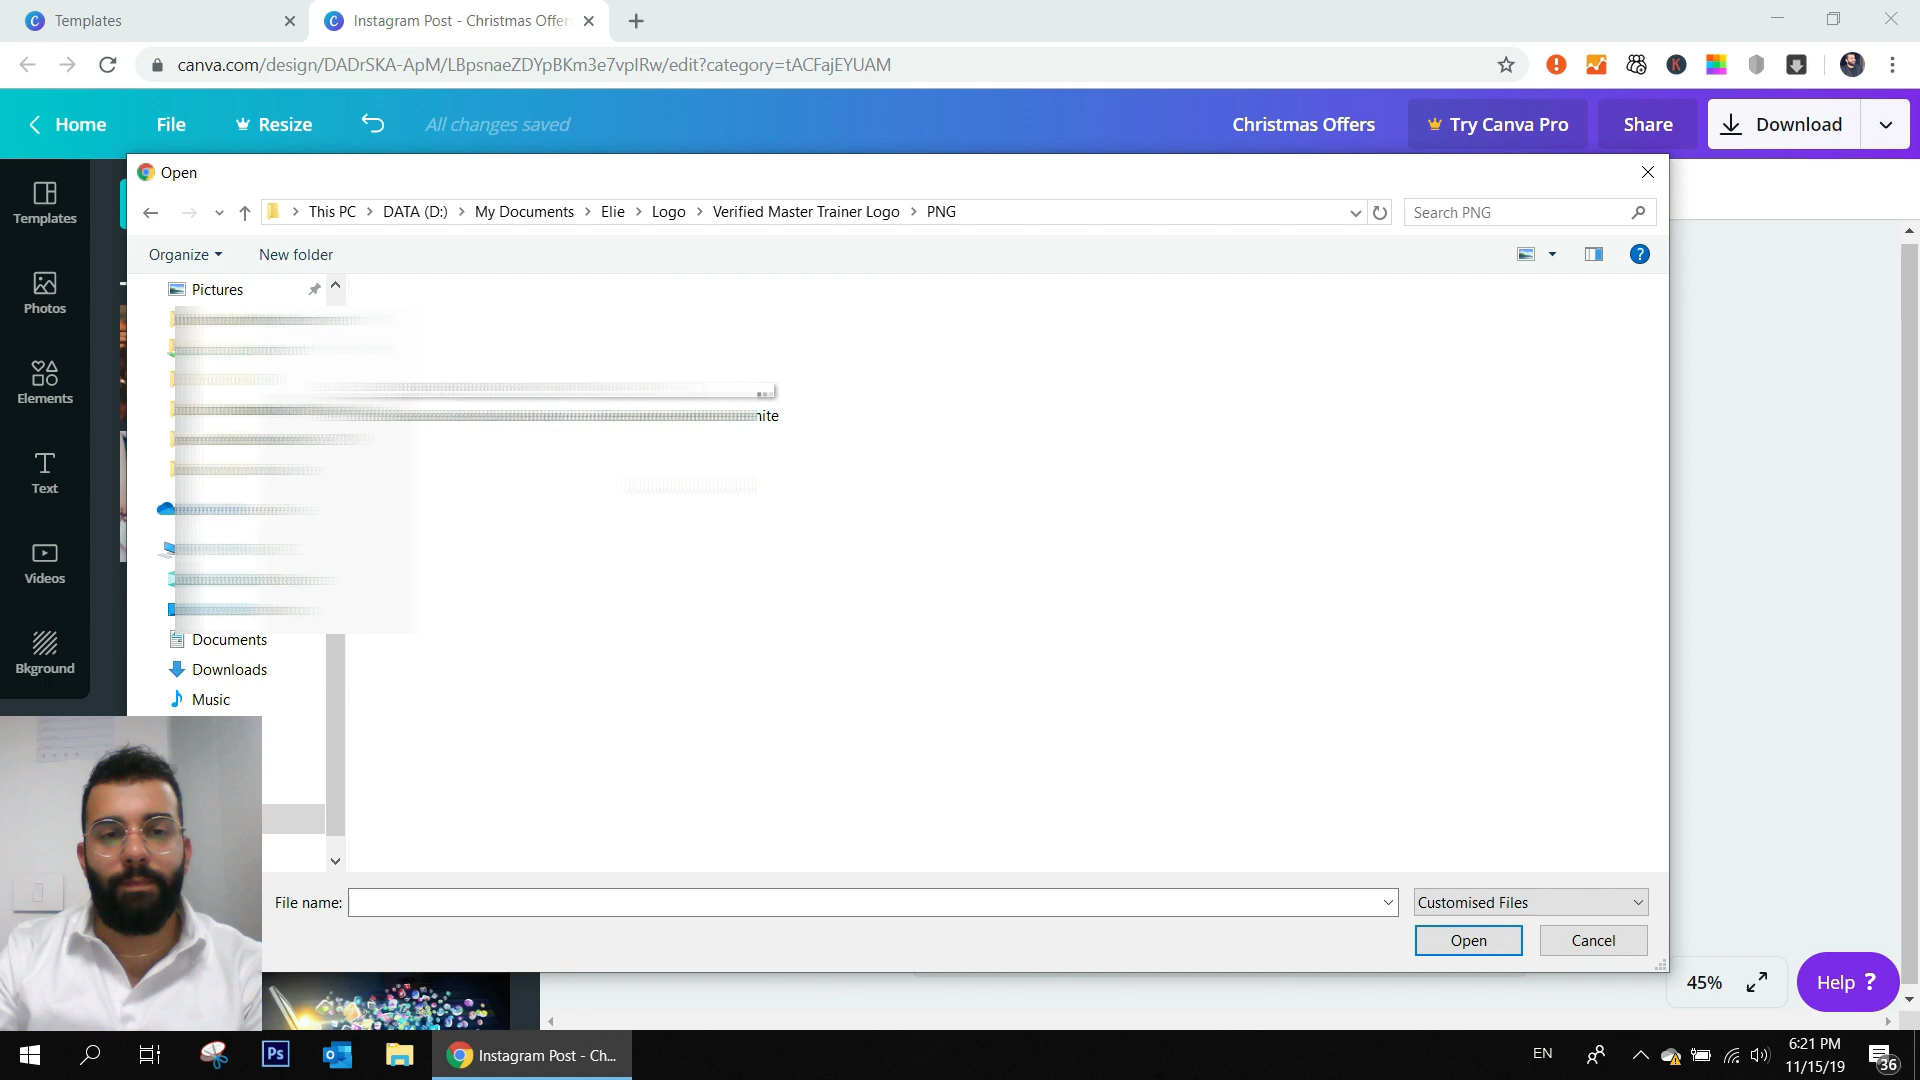 Templates
Instagram Post - Christmas Offer
canva.com/design/DADrSKA-ApM/LBpsnaeZDYpBKm3e7vpIRw/edit?category=tACFajEYUAM
Home
File
Resize
All changes saved
Christmas Offers
Try Canva Pro
Share
Download
Open
This PC > DATA (D:) > My Documents > Elie > Logo > Verified Master Trainer Logo > PNG
Search PNG
Organize
New folder
Templates
Photos
Elements
Text
Videos
Bkground
Pictures
Documents
Downloads
Music
File name:
Customised Files
Open
Cancel
45%
Help ?
Ps
Instagram Post - Ch...
EN
6:21 PM
11/15/19
36